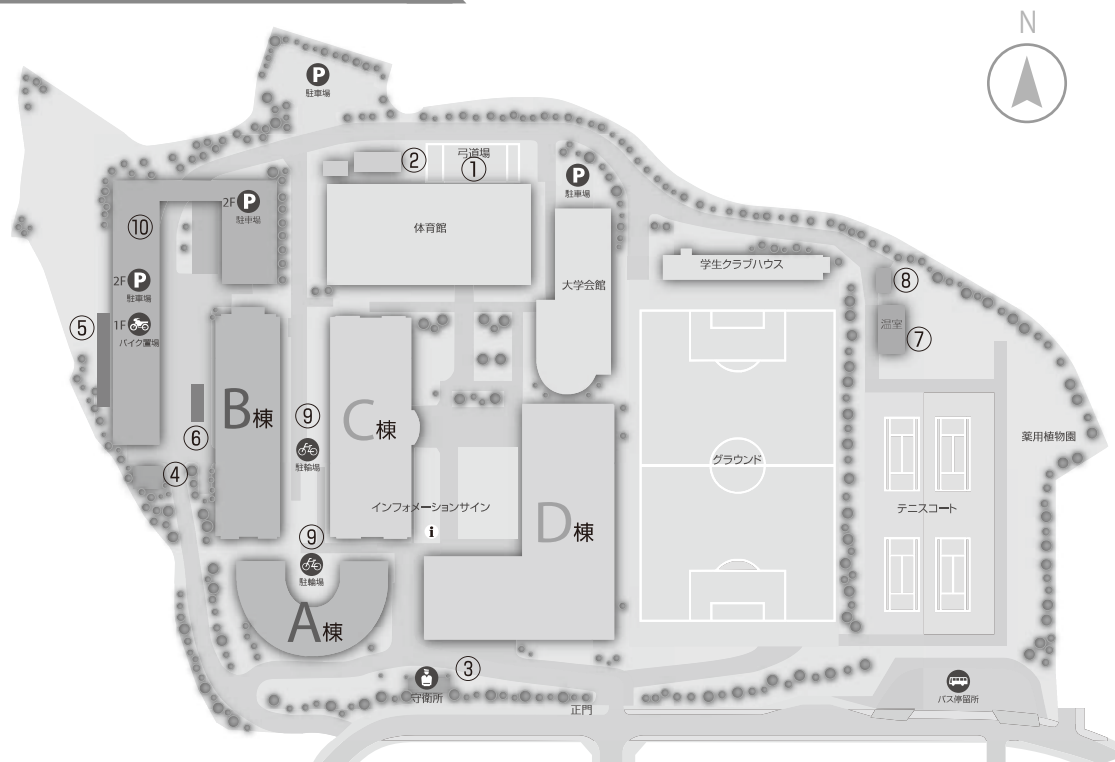 N
P
駐車場
弓道場
②
①
P
駐車場
2F P
駐車場
⑩
体育館
学生クラブハウス
大学会館
⑧
2F P
駐車場
⑤
1F
バイク置場
温室
⑦
B棟
⑨
C棟
⑥
駐輪場
薬用植物園
グラウンド
④
インフォメーションサイン
i
テニスコート
D棟
⑨
駐輪場
A棟
③
守衛所
正門
バス停留所